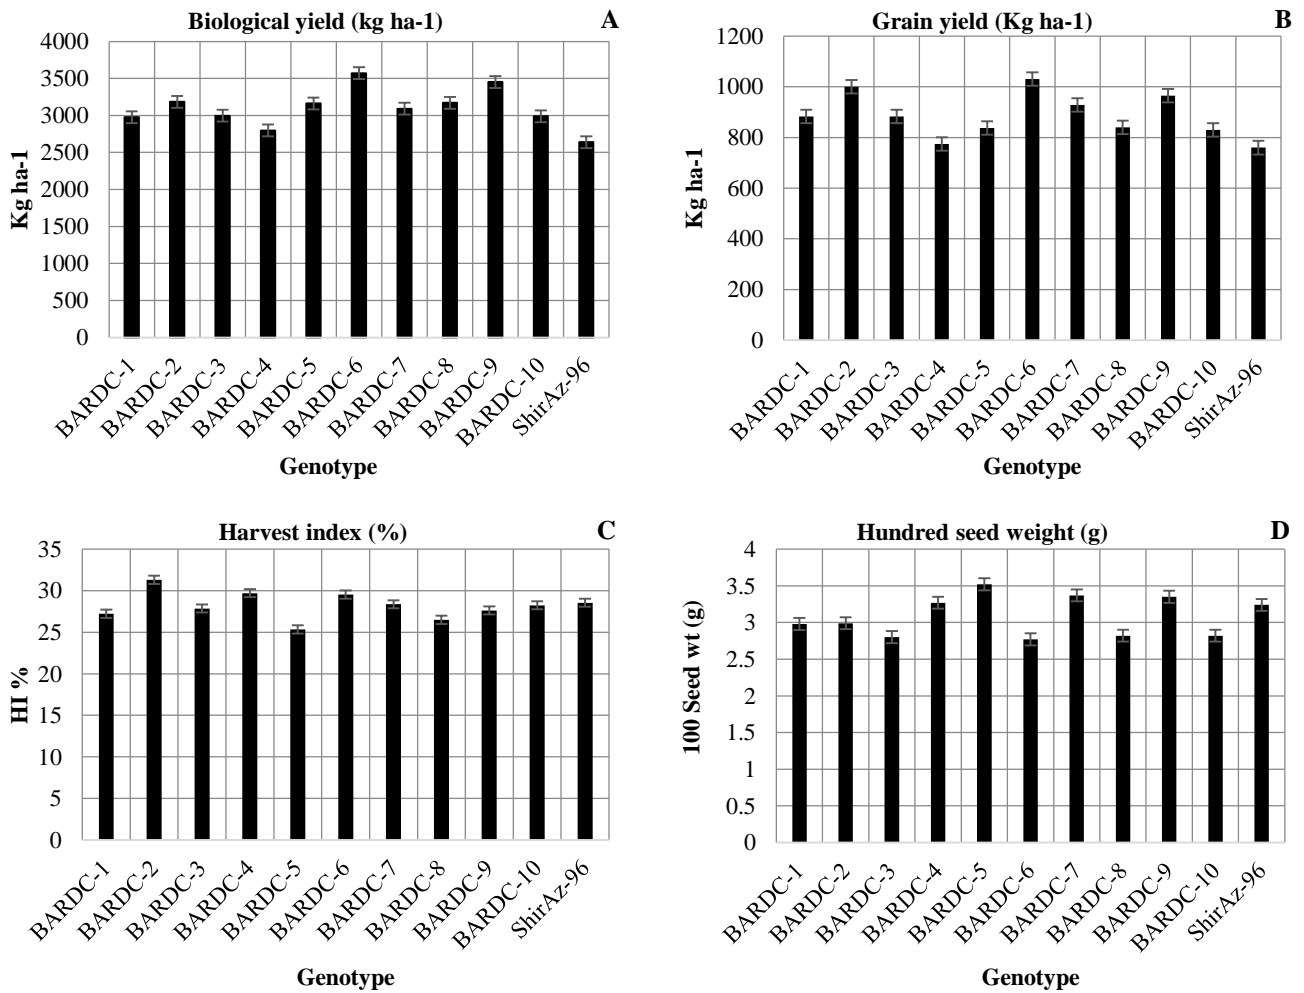 Biological yield (kg ha-1)
A
Kg ha-1
4000
3500
3000
2500
2000
1500
1000
500
0
BARDC-1
BARDC-2
BARDC-3
BARDC-4
BARDC-5
BARDC-6
BARDC-7
BARDC-8
BARDC-9
BARDC-10
ShirAz-96
Genotype
Grain yield (Kg ha-1)
B
Kg ha-1
1200
1000
800
600
400
200
0
BARDC-1
BARDC-2
BARDC-3
BARDC-4
BARDC-5
BARDC-6
BARDC-7
BARDC-8
BARDC-9
BARDC-10
ShirAz-96
Genotype
Harvest index (%)
C
HI %
35
30
25
20
15
10
5
0
BARDC-1
BARDC-2
BARDC-3
BARDC-4
BARDC-5
BARDC-6
BARDC-7
BARDC-8
BARDC-9
BARDC-10
ShirAz-96
Genotype
Hundred seed weight (g)
D
100 Seed wt (g)
4
3.5
3
2.5
2
1.5
1
0.5
0
BARDC-1
BARDC-2
BARDC-3
BARDC-4
BARDC-5
BARDC-6
BARDC-7
BARDC-8
BARDC-9
BARDC-10
ShirAz-96
Genotype